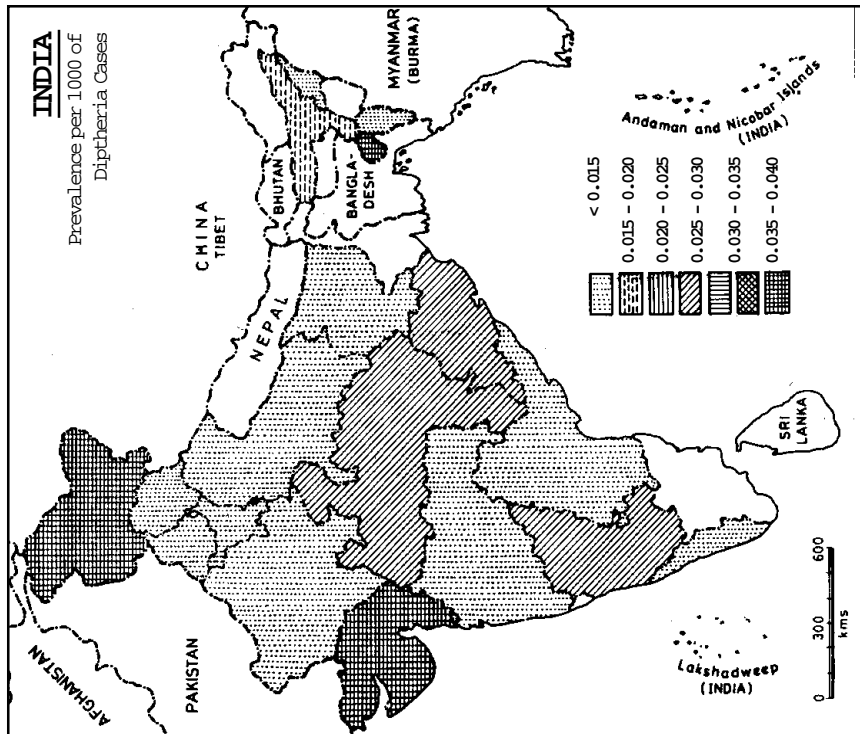 INDIA
Prevalence per 1000 of
Diptheria Cases
AFGHANISTAN
PAKISTAN
CHINA
TIBET
NEPAL
BHUTAN
BANGLA-
DESH
MYANMAR
(BURMA)
< 0.015
0.015 - 0.020
0.020 - 0.025
0.025 - 0.030
0.030 - 0.035
0.035 - 0.040
Andaman and Nicobar Islands
(INDIA)
SRI
LANKA
Lakshadweep
(INDIA)
0 300 600
kms